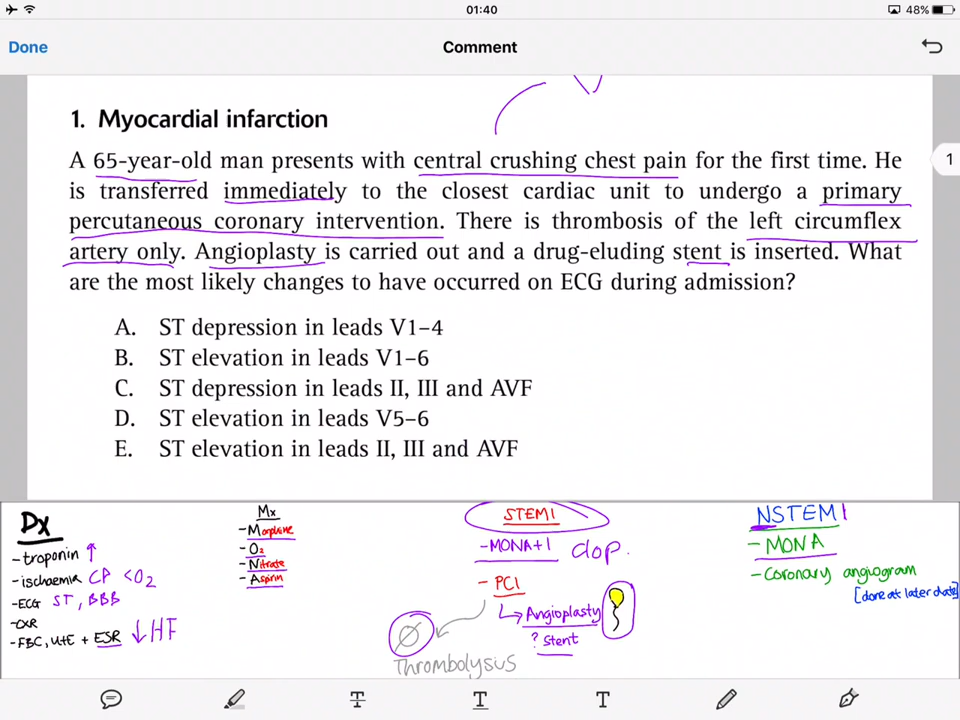 01:40
48%
Done
Comment
1
1. Myocardial infarction
A 65-year-old man presents with central crushing chest pain for the first time. He
is transferred immediately to the closest cardiac unit to undergo a primary
percutaneous coronary intervention. There is thrombosis of the left circumflex
artery only. Angioplasty is carried out and a drug-eluding stent is inserted. What
are the most likely changes to have occurred on ECG during admission?
A. ST depression in leads V1–4
B. ST elevation in leads V1–6
C. ST depression in leads II, III and AVF
D. ST elevation in leads V5–6
E. ST elevation in leads II, III and AVF
Dx
-troponin ↑
-ischaemia CP <O2
-ECG ST, BBB
-CXR
-FBC, U+E + ESR ↓HF
Mx
-Morphine
-O2
-Nitrate
-Aspirin
STEMI
-MONA+1 clop.
- PCI
↳ Angioplasty
? Stent
Thrombolysus
NSTEMI
- MONA
- Coronary angiogram
[done at later date]
T
T
T